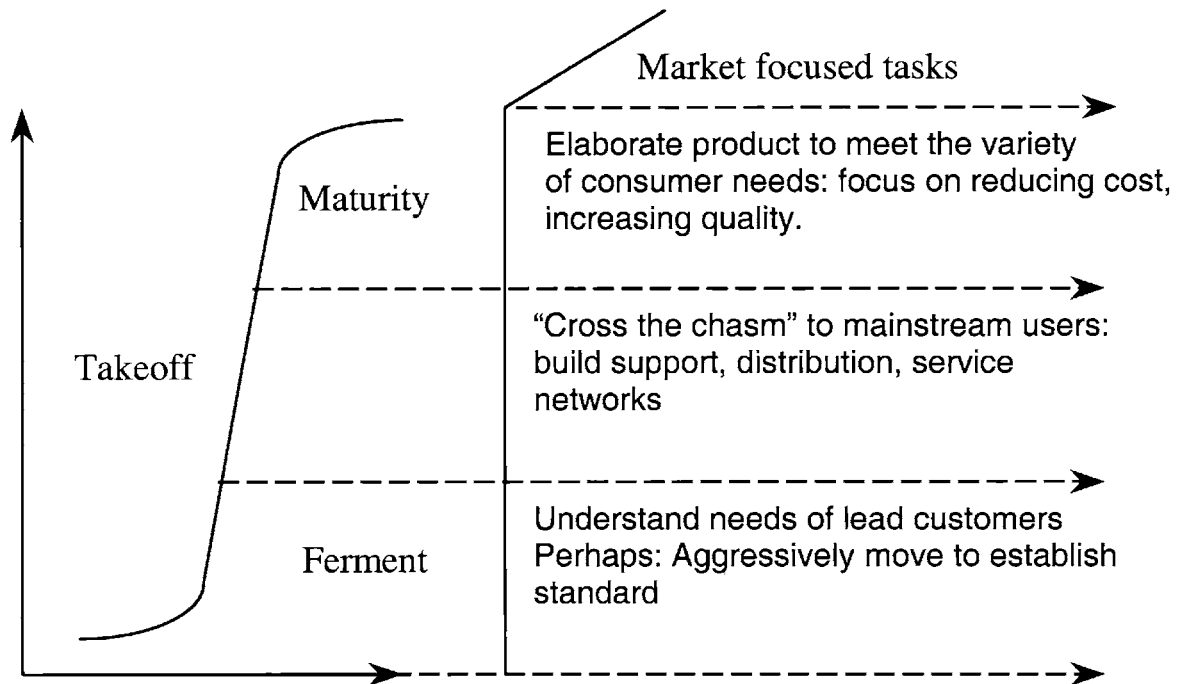 Market focused tasks
Elaborate product to meet the variety
of consumer needs: focus on reducing cost,
increasing quality.
Maturity
“Cross the chasm” to mainstream users:
build support, distribution, service
networks
Takeoff
Understand needs of lead customers
Perhaps: Aggressively move to establish
standard
Ferment